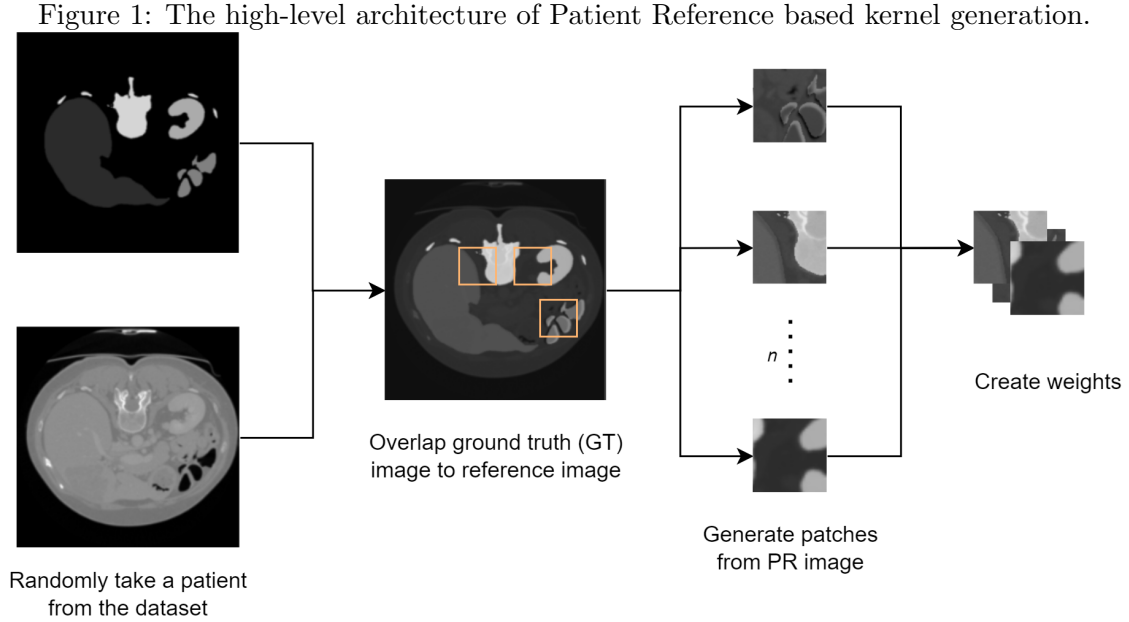 Figure 1: The high-level architecture of Patient Reference based kernel generation.
Randomly take a patient
from the dataset
Overlap ground truth (GT)
image to reference image
n
Generate patches
from PR image
Create weights